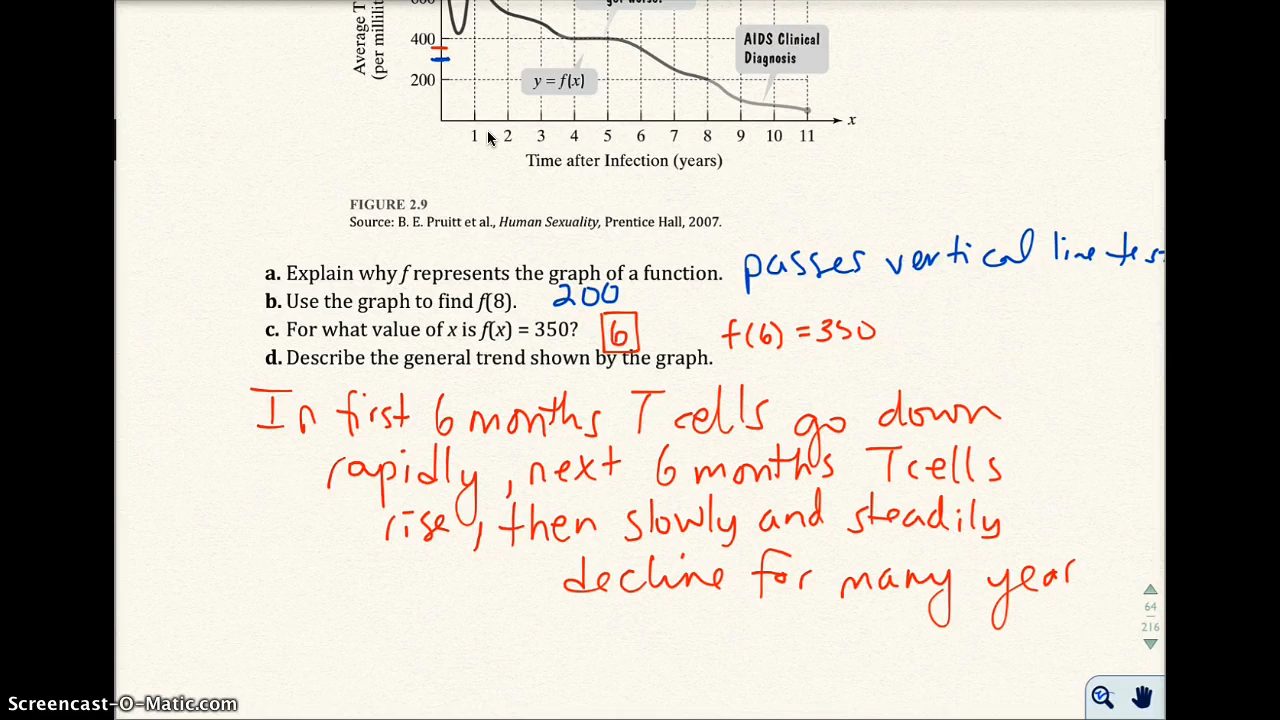 600
got worse.
Average T
(per millilit
400
AIDS Clinical
Diagnosis
200
y = f(x)
1 2 3 4 5 6 7 8 9 10 11
x
Time after Infection (years)
FIGURE 2.9
Source: B. E. Pruitt et al., Human Sexuality, Prentice Hall, 2007.
a. Explain why f represents the graph of a function. passes vertical line tes
b. Use the graph to find f(8). 200
c. For what value of x is f(x) = 350? 6 f(6) = 350
d. Describe the general trend shown by the graph.
In first 6 months T cells go down
rapidly, next 6 months T cells
rise, then slowly and steadily
decline for many year
64
216
Screencast-O-Matic.com